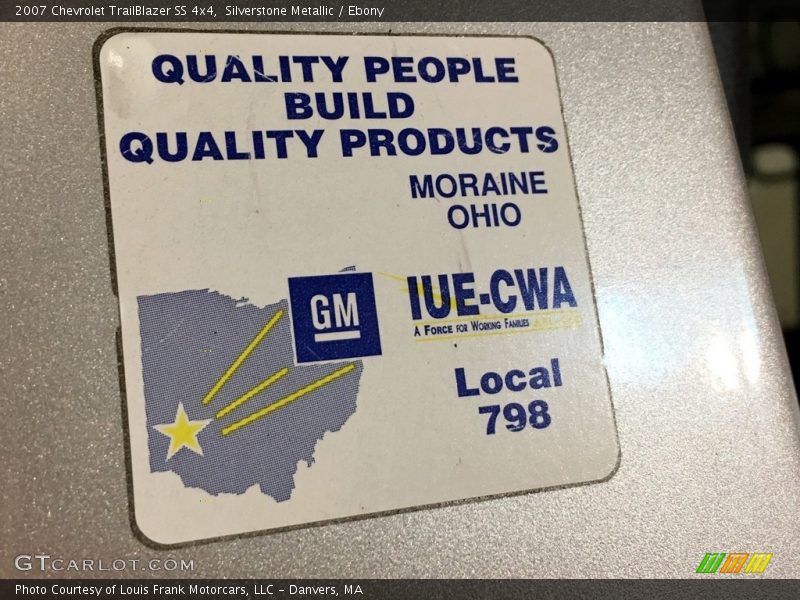 2007 Chevrolet TrailBlazer SS 4x4, Silverstone Metallic / Ebony
QUALITY PEOPLE
BUILD
QUALITY PRODUCTS
MORAINE
OHIO
GM
IUE-CWA
A FORCE FOR WORKING FAMILIES
Local
798
GTCARLOT.COM
Photo Courtesy of Louis Frank Motorcars, LLC – Danvers, MA